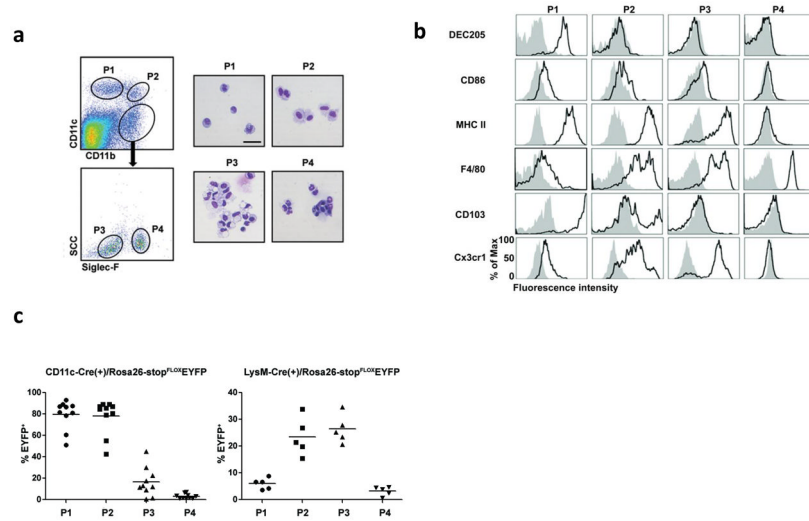 a
P1
P2
CD11c
CD11b
P3
P4
SCC
Siglec-F
P1 P2
P3 P4
b
P1 P2 P3 P4
DEC205
CD86
MHC II
F4/80
CD103
Cx3cr1
% of Max
100
50
0
Fluorescence intensity
c
CD11c-Cre(+)/Rosa26-stopFLOXEYFP
% EYFP+
100
80
60
40
20
0
P1 P2 P3 P4
LysM-Cre(+)/Rosa26-stopFLOXEYFP
% EYFP+
40
30
20
10
0
P1 P2 P3 P4